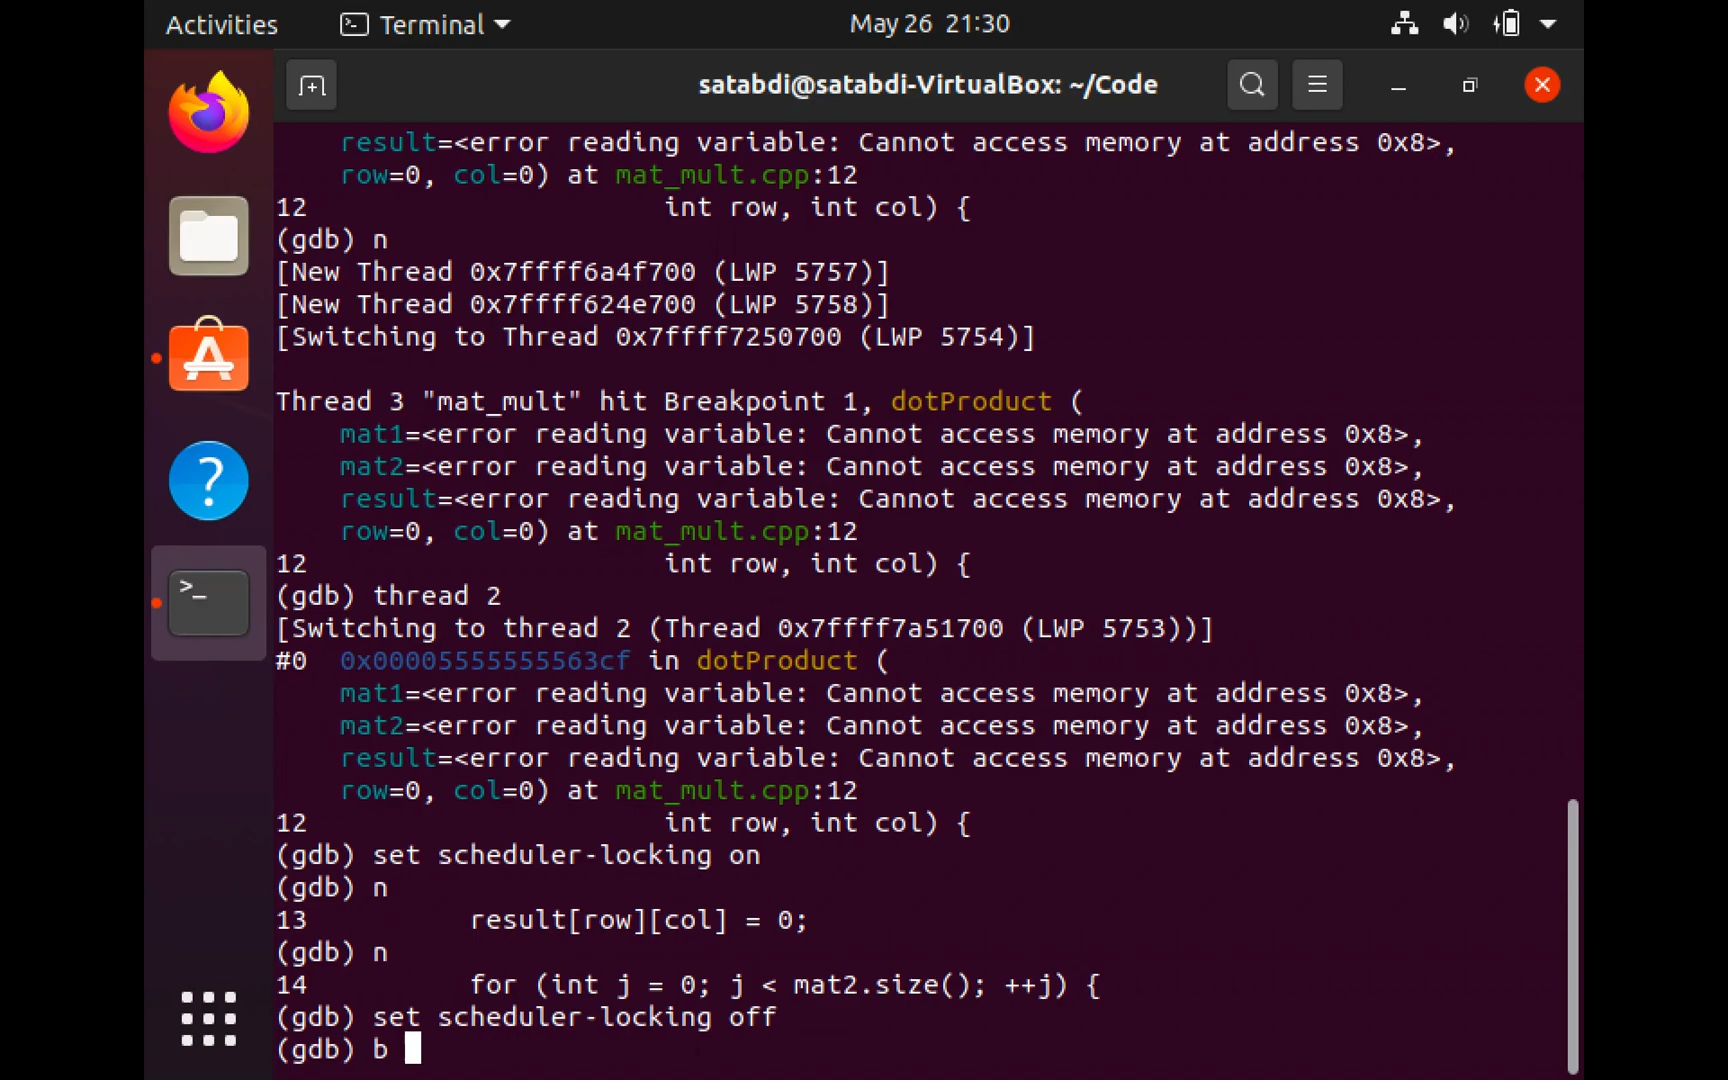 Activities
Terminal
May 26 21:30
satabdi@satabdi-VirtualBox: ~/Code
result=<error reading variable: Cannot access memory at address 0x8>,
row=0, col=0) at mat_mult.cpp:12
12 int row, int col) {
(gdb) n
[New Thread 0x7ffff6a4f700 (LWP 5757)]
[New Thread 0x7ffff624e700 (LWP 5758)]
[Switching to Thread 0x7ffff7250700 (LWP 5754)]
Thread 3 "mat_mult" hit Breakpoint 1, dotProduct (
mat1=<error reading variable: Cannot access memory at address 0x8>,
mat2=<error reading variable: Cannot access memory at address 0x8>,
result=<error reading variable: Cannot access memory at address 0x8>,
row=0, col=0) at mat_mult.cpp:12
12 int row, int col) {
(gdb) thread 2
[Switching to thread 2 (Thread 0x7ffff7a51700 (LWP 5753))]
#0 0x00005555555563cf in dotProduct (
mat1=<error reading variable: Cannot access memory at address 0x8>,
mat2=<error reading variable: Cannot access memory at address 0x8>,
result=<error reading variable: Cannot access memory at address 0x8>,
row=0, col=0) at mat_mult.cpp:12
12 int row, int col) {
(gdb) set scheduler-locking on
(gdb) n
13 result[row][col] = 0;
(gdb) n
14 for (int j = 0; j < mat2.size(); ++j) {
(gdb) set scheduler-locking off
(gdb) b